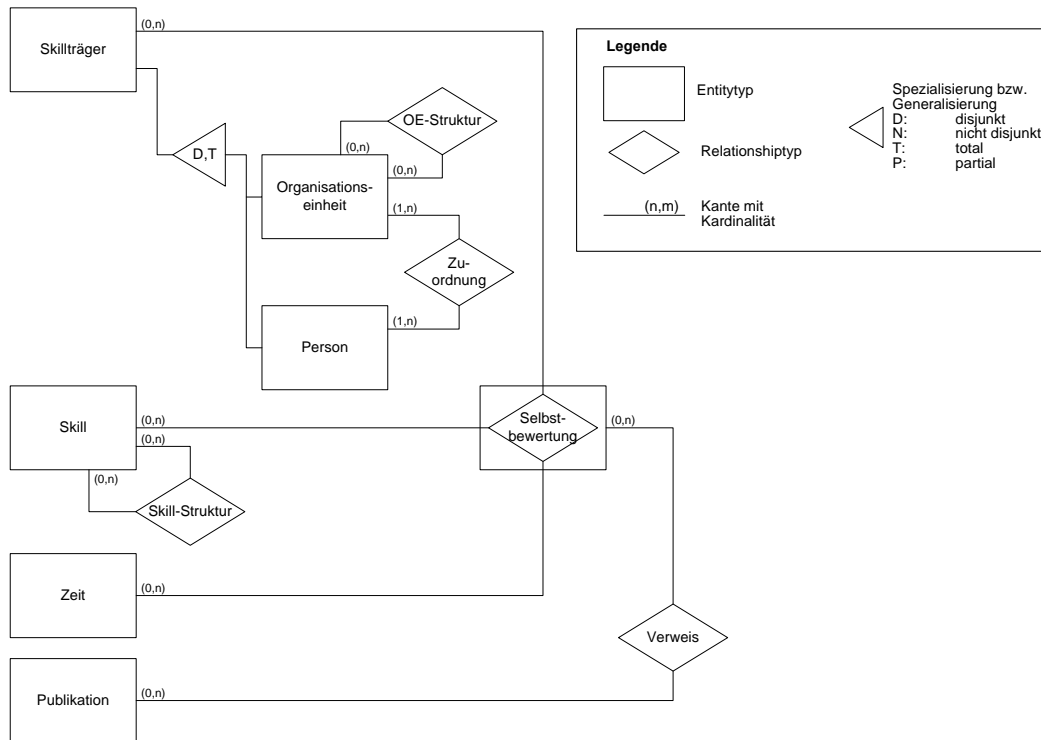 (0,n)
Skillträger
Legende
Entitytyp
Spezialisierung bzw.
Generalisierung
D: disjunkt
N: nicht disjunkt
T: total
P: partial
Relationshiptyp
(n,m)
Kante mit
Kardinalität
OE-Struktur
(0,n)
(0,n)
D,T
Organisations-
einheit
(1,n)
Zu-
ordnung
(1,n)
Person
Skill
(0,n)
(0,n)
(0,n)
Skill-Struktur
Selbst-
bewertung
(0,n)
Zeit
(0,n)
Verweis
Publikation
(0,n)